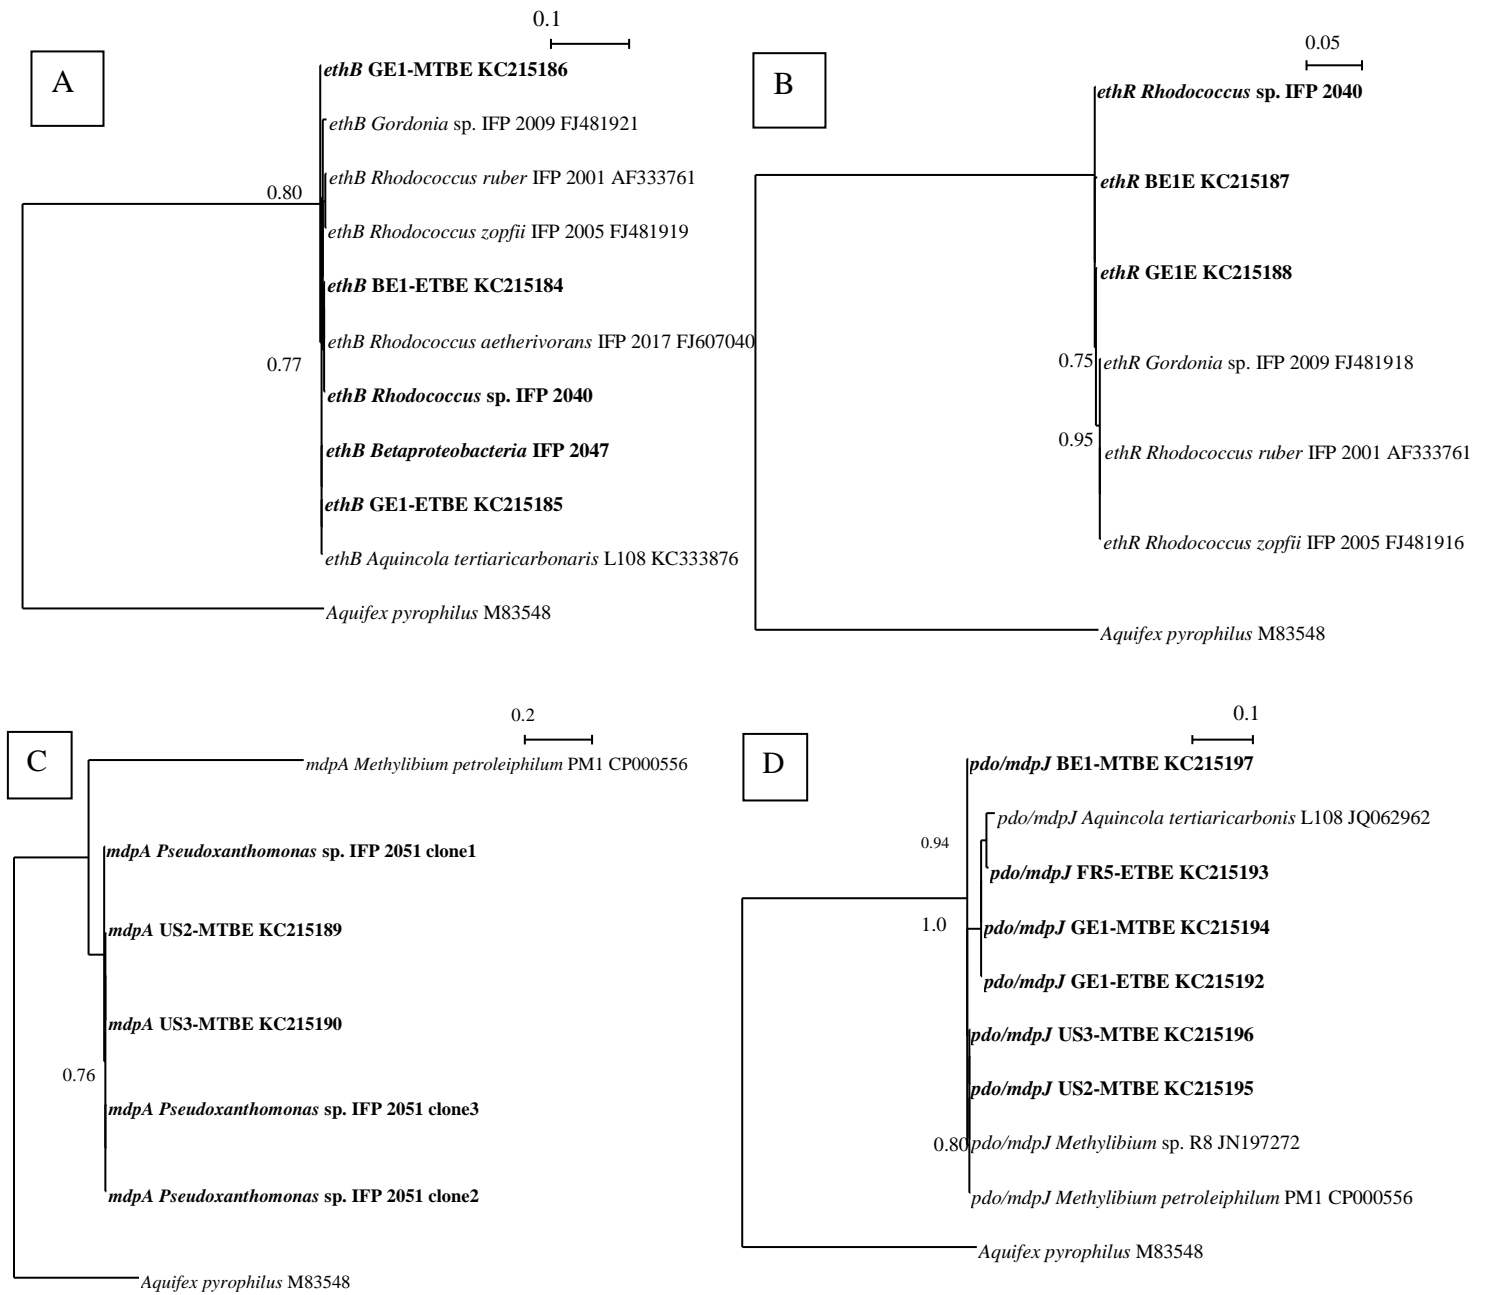 A
0.1
ethB GE1-MTBE KC215186
ethB Gordonia sp. IFP 2009 FJ481921
ethB Rhodococcus ruber IFP 2001 AF333761
0.80
ethB Rhodococcus zopfii IFP 2005 FJ481919
ethB BE1-ETBE KC215184
ethB Rhodococcus aetherivorans IFP 2017 FJ607040
0.77
ethB Rhodococcus sp. IFP 2040
ethB Betaproteobacteria IFP 2047
ethB GE1-ETBE KC215185
ethB Aquincola tertiaricarbonaris L108 KC333876
Aquifex pyrophilus M83548
B
0.05
ethR Rhodococcus sp. IFP 2040
ethR BE1E KC215187
ethR GE1E KC215188
0.75
ethR Gordonia sp. IFP 2009 FJ481918
0.95
ethR Rhodococcus ruber IFP 2001 AF333761
ethR Rhodococcus zopfii IFP 2005 FJ481916
Aquifex pyrophilus M83548
C
0.2
mdpA Methylibium petroleiphilum PM1 CP000556
mdpA Pseudoxanthomonas sp. IFP 2051 clone1
mdpA US2-MTBE KC215189
mdpA US3-MTBE KC215190
0.76
mdpA Pseudoxanthomonas sp. IFP 2051 clone3
mdpA Pseudoxanthomonas sp. IFP 2051 clone2
Aquifex pyrophilus M83548
D
0.1
pdo/mdpJ BE1-MTBE KC215197
pdo/mdpJ Aquincola tertiaricarbonis L108 JQ062962
0.94
pdo/mdpJ FR5-ETBE KC215193
1.0
pdo/mdpJ GE1-MTBE KC215194
pdo/mdpJ GE1-ETBE KC215192
pdo/mdpJ US3-MTBE KC215196
pdo/mdpJ US2-MTBE KC215195
0.80
pdo/mdpJ Methylibium sp. R8 JN197272
pdo/mdpJ Methylibium petroleiphilum PM1 CP000556
Aquifex pyrophilus M83548